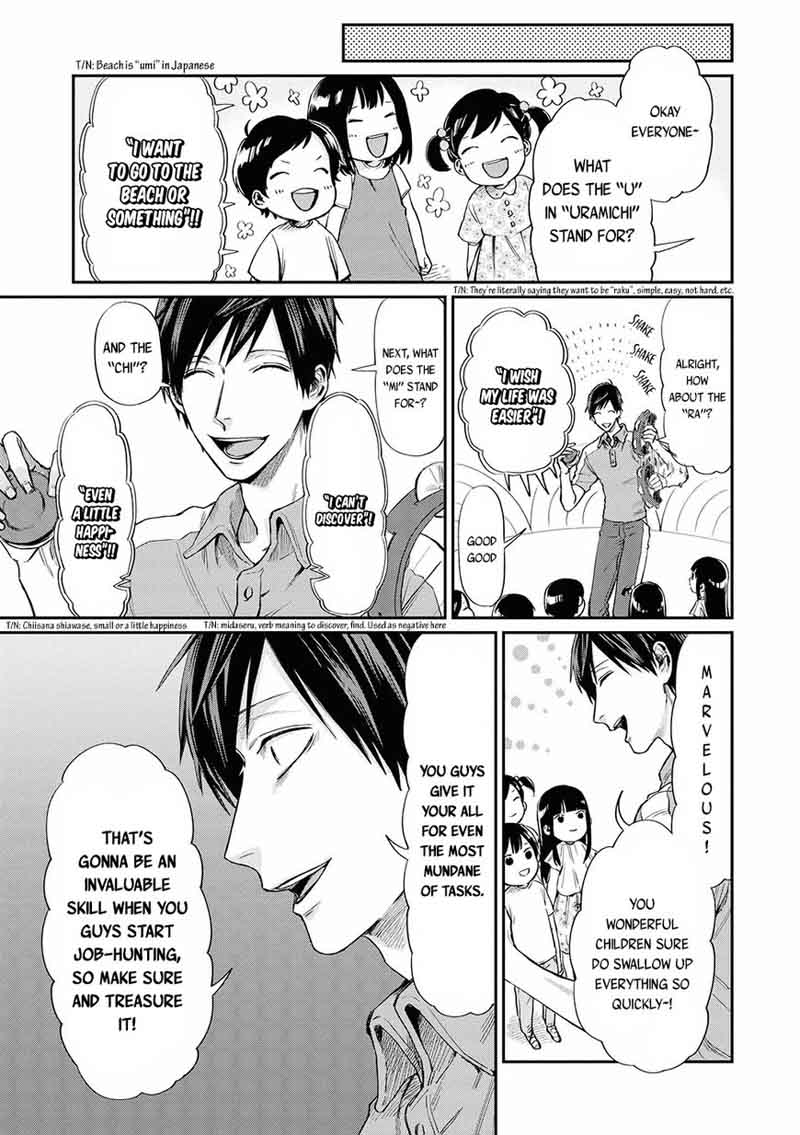 T/N: Beach is "umi" in Japanese
OKAY
EVERYONE~
WHAT
DOES THE "U"
IN "URAMICHI"
STAND FOR?
"I WANT
TO GO TO THE
BEACH OR
SOMETHING"!!
T/N: They're literally saying they want to be "raku", simple, easy, not hard, etc.
ALRIGHT,
HOW
ABOUT THE
"RA"?
SHAKE
SHAKE
SHAKE
"I WISH
MY LIFE WAS
EASIER"!
GOOD
GOOD
NEXT, WHAT
DOES THE
"MI" STAND
FOR~?
"I CAN'T
DISCOVER"!
AND THE
"CHI"?
"EVEN
A LITTLE
HAPPI-
NESS"!!
T/N: Chiisana shiawase, small or a little happiness
T/N: midaseru, verb meaning to discover, find. Used as negative here
MARVELOUS!
YOU
WONDERFUL
CHILDREN SURE
DO SWALLOW UP
EVERYTHING SO
QUICKLY~!
YOU GUYS
GIVE IT
YOUR ALL
FOR EVEN
THE MOST
MUNDANE
OF TASKS.
THAT'S
GONNA BE AN
INVALUABLE
SKILL WHEN YOU
GUYS START
JOB-HUNTING,
SO MAKE SURE
AND TREASURE
IT!